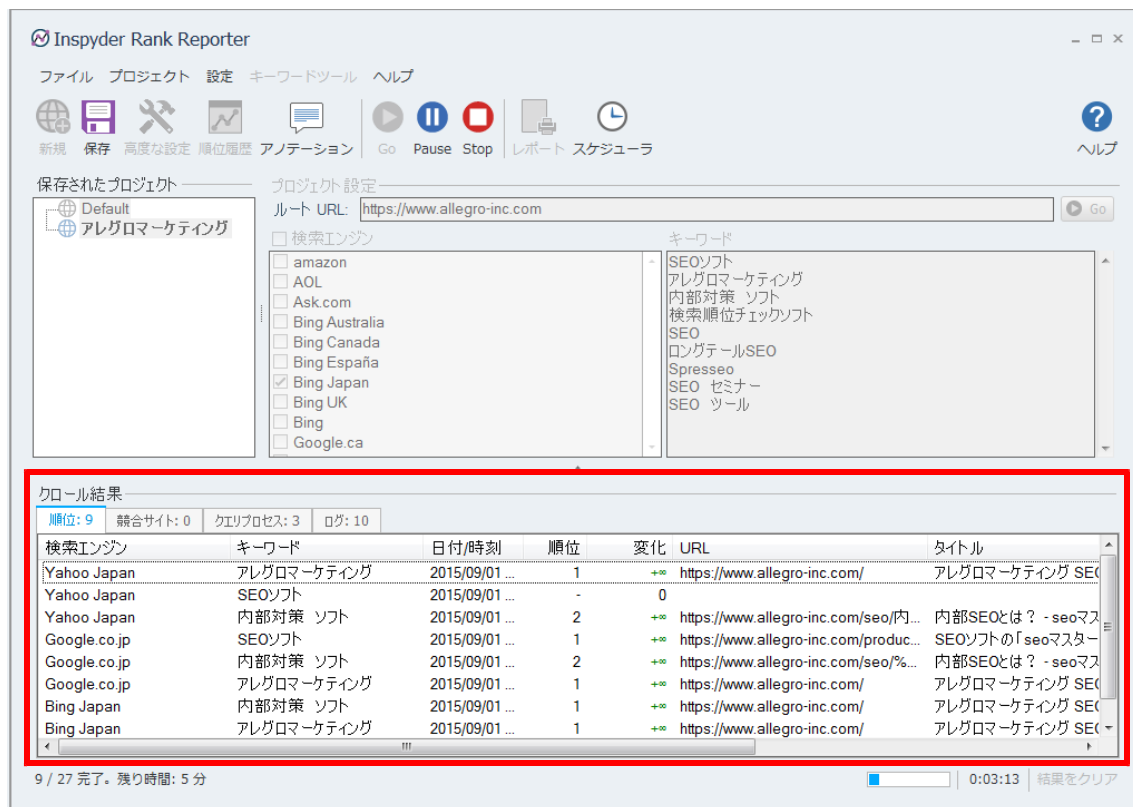 Inspyder Rank Reporter
ファイル プロジェクト 設定 キーワードツール ヘルプ
新規 保存 高度な設定 順位履歴 アノテーション Go Pause Stop レポート スケジューラ ヘルプ
保存されたプロジェクト
Default
アレグロマーケティング
プロジェクト設定
ルート URL: https://www.allegro-inc.com Go
検索エンジン
amazon
AOL
Ask.com
Bing Australia
Bing Canada
Bing España
Bing Japan
Bing UK
Bing
Google.ca
キーワード
SEOソフト
アレグロマーケティング
内部対策 ソフト
検索順位チェックソフト
SEO
ロングテールSEO
Spresseo
SEO セミナー
SEO ツール
クロール結果
順位: 9 競合サイト: 0 クエリプロセス: 3 ログ: 10
検索エンジン キーワード 日付/時刻 順位 変化 URL タイトル
Yahoo Japan アレグロマーケティング 2015/09/01 ... 1 +∞ https://www.allegro-inc.com/ アレグロマーケティング SEO
Yahoo Japan SEOソフト 2015/09/01 ... - 0
Yahoo Japan 内部対策 ソフト 2015/09/01 ... 2 +∞ https://www.allegro-inc.com/seo/内... 内部SEOとは? - seoマス
Google.co.jp SEOソフト 2015/09/01 ... 1 +∞ https://www.allegro-inc.com/produc... SEOソフトの「seoマスター
Google.co.jp 内部対策 ソフト 2015/09/01 ... 2 +∞ https://www.allegro-inc.com/seo/%... 内部SEOとは? - seoマス
Google.co.jp アレグロマーケティング 2015/09/01 ... 1 +∞ https://www.allegro-inc.com/ アレグロマーケティング SEO
Bing Japan 内部対策 ソフト 2015/09/01 ... 1 +∞ https://www.allegro-inc.com/ アレグロマーケティング SEO
Bing Japan アレグロマーケティング 2015/09/01 ... 1 +∞ https://www.allegro-inc.com/ アレグロマーケティング SEO
9 / 27 完了。残り時間: 5 分 0:03:13 結果をクリア